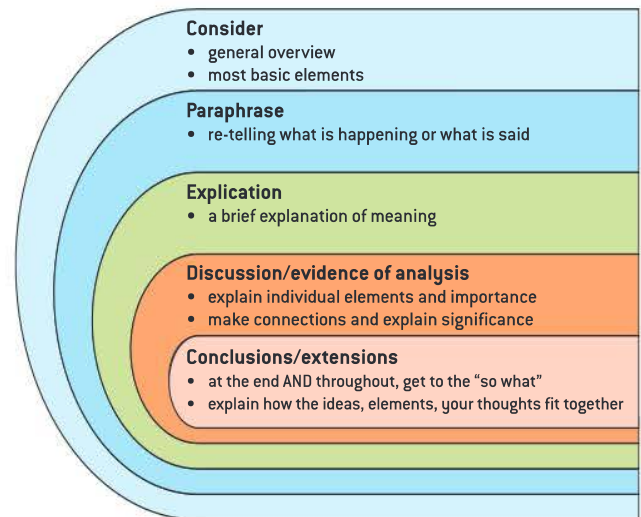 Consider
• general overview
• most basic elements
Paraphrase
• re-telling what is happening or what is said
Explication
• a brief explanation of meaning
Discussion/evidence of analysis
• explain individual elements and importance
• make connections and explain significance
Conclusions/extensions
• at the end AND throughout, get to the “so what”
• explain how the ideas, elements, your thoughts fit together